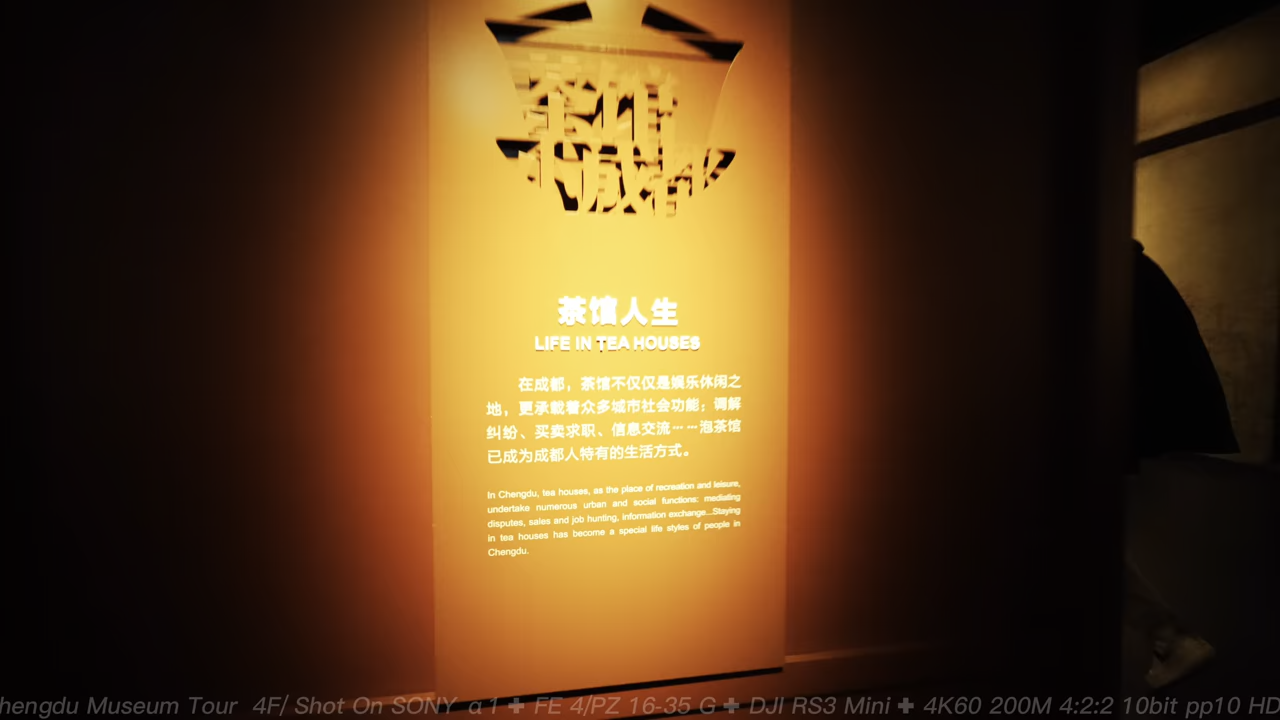 茶馆
小成都
茶馆人生
LIFE IN TEA HOUSES
在成都，茶馆不仅仅是娱乐休闲之
地，更承载着众多城市社会功能；调解
纠纷、买卖求职、信息交流……泡茶馆
已成为成都人特有的生活方式。
In Chengdu, tea houses, as the place of recreation and leisure,
undertake numerous urban and social functions: mediating
disputes, sales and job hunting, information exchange...Staying
in tea houses has become a special life styles of people in
Chengdu.
hengdu Museum Tour 4F/ Shot On SONY α1 ✚ FE 4/PZ 16-35 G ✚ DJI RS3 Mini ✚ 4K60 200M 4:2:2 10bit pp10 HD